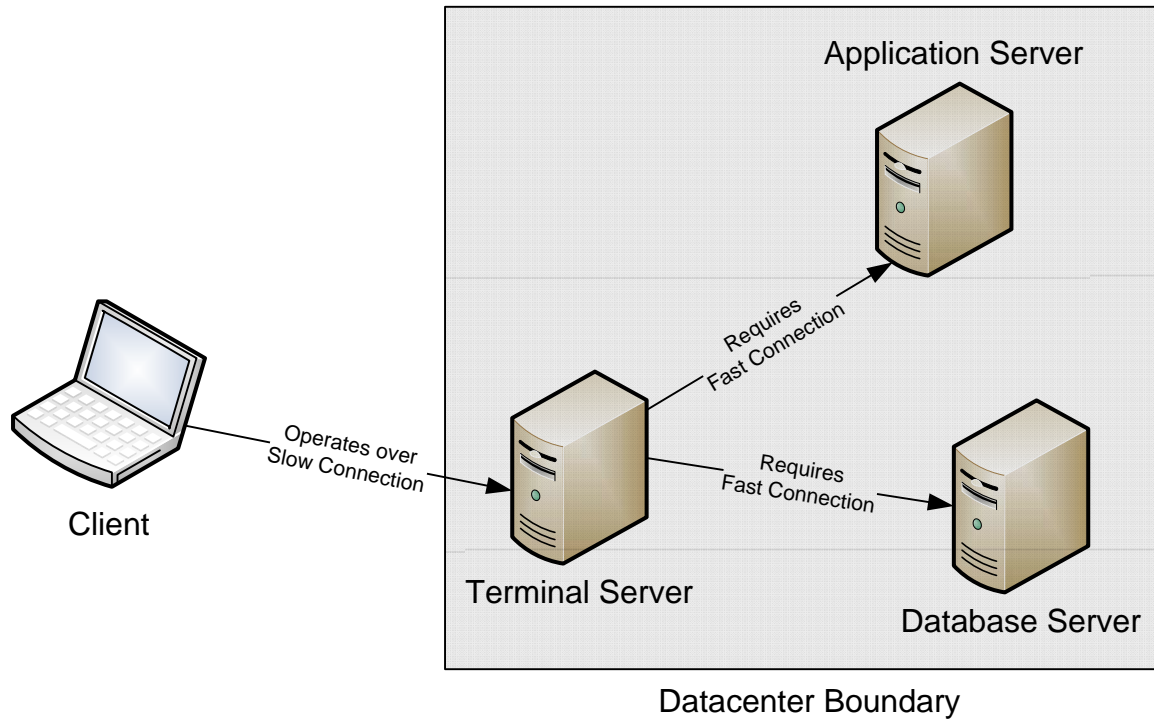 Application Server
Requires
Fast Connection
Operates over
Slow Connection
Requires
Fast Connection
Client
Terminal Server
Database Server
Datacenter Boundary